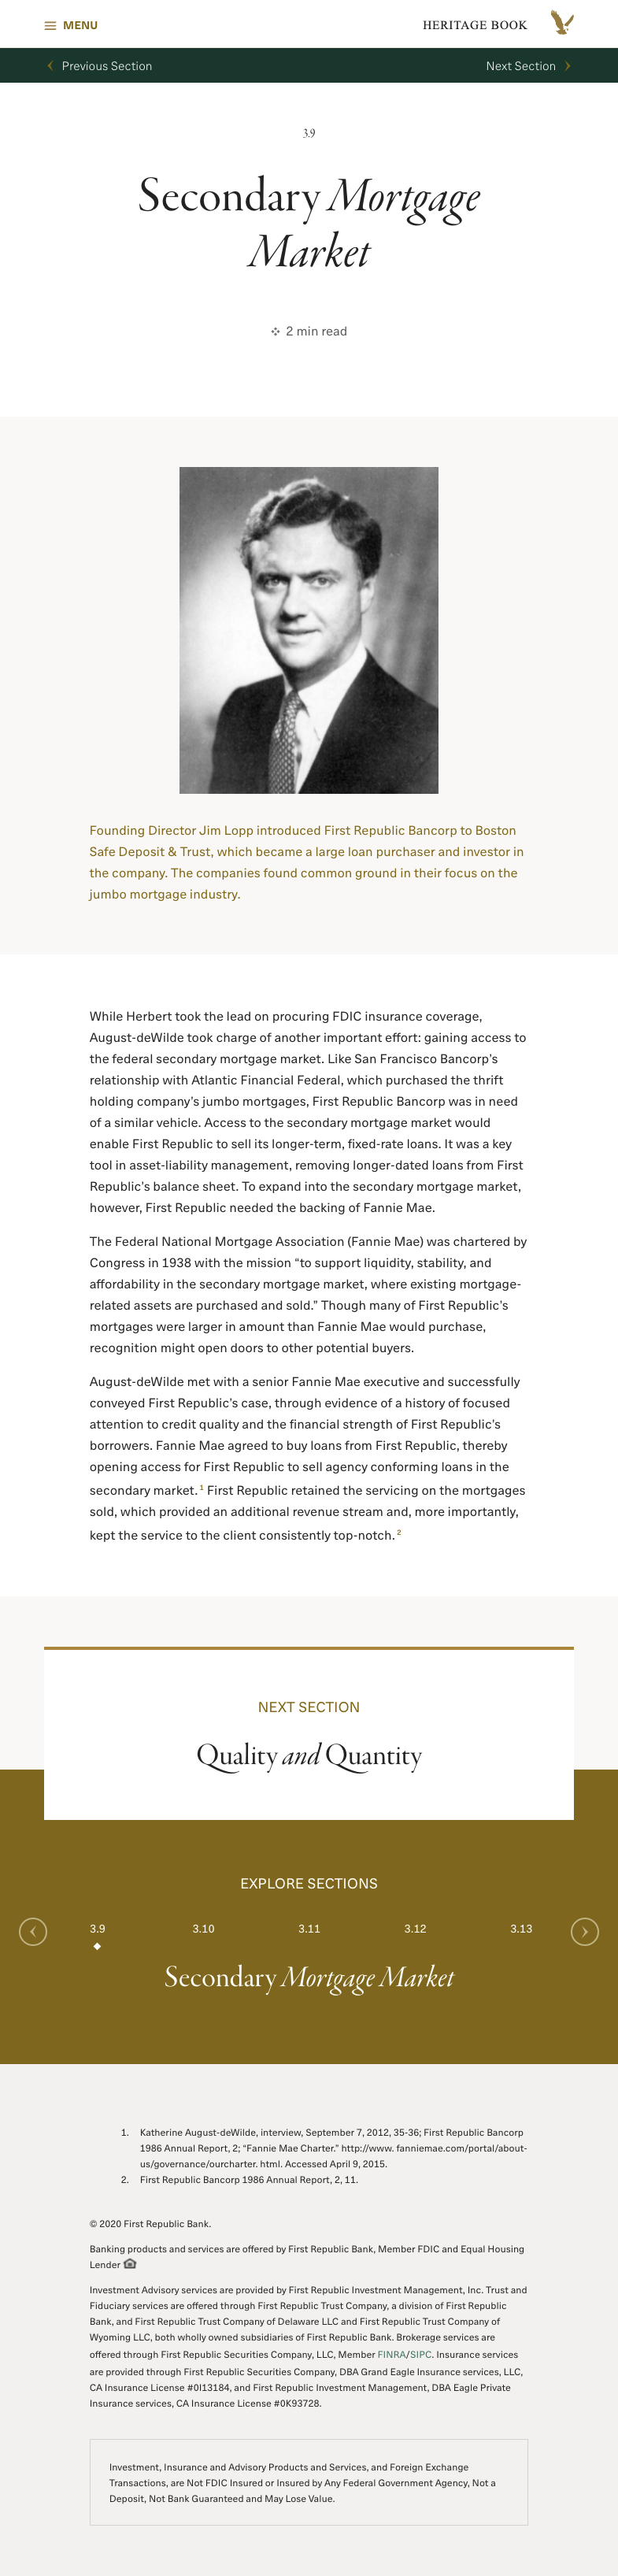 MENU
HERITAGE BOOK
Previous Section
Next Section
3.9
Secondary Mortgage
Market
2 min read
Founding Director Jim Lopp introduced First Republic Bancorp to Boston
Safe Deposit & Trust, which became a large loan purchaser and investor in
the company. The companies found common ground in their focus on the
jumbo mortgage industry.
While Herbert took the lead on procuring FDIC insurance coverage,
August-deWilde took charge of another important effort: gaining access to
the federal secondary mortgage market. Like San Francisco Bancorp’s
relationship with Atlantic Financial Federal, which purchased the thrift
holding company’s jumbo mortgages, First Republic Bancorp was in need
of a similar vehicle. Access to the secondary mortgage market would
enable First Republic to sell its longer-term, fixed-rate loans. It was a key
tool in asset-liability management, removing longer-dated loans from First
Republic’s balance sheet. To expand into the secondary mortgage market,
however, First Republic needed the backing of Fannie Mae.
The Federal National Mortgage Association (Fannie Mae) was chartered by
Congress in 1938 with the mission “to support liquidity, stability, and
affordability in the secondary mortgage market, where existing mortgage-
related assets are purchased and sold.” Though many of First Republic’s
mortgages were larger in amount than Fannie Mae would purchase,
recognition might open doors to other potential buyers.
August-deWilde met with a senior Fannie Mae executive and successfully
conveyed First Republic’s case, through evidence of a history of focused
attention to credit quality and the financial strength of First Republic’s
borrowers. Fannie Mae agreed to buy loans from First Republic, thereby
opening access for First Republic to sell agency conforming loans in the
secondary market. 1 First Republic retained the servicing on the mortgages
sold, which provided an additional revenue stream and, more importantly,
kept the service to the client consistently top-notch. 2
NEXT SECTION
Quality and Quantity
EXPLORE SECTIONS
3.9 3.10 3.11 3.12 3.13
Secondary Mortgage Market
1. Katherine August-deWilde, interview, September 7, 2012, 35-36; First Republic Bancorp
1986 Annual Report, 2; “Fannie Mae Charter.” http://www. fanniemae.com/portal/about-
us/governance/ourcharter. html. Accessed April 9, 2015.
2. First Republic Bancorp 1986 Annual Report, 2, 11.
© 2020 First Republic Bank.
Banking products and services are offered by First Republic Bank, Member FDIC and Equal Housing
Lender
Investment Advisory services are provided by First Republic Investment Management, Inc. Trust and
Fiduciary services are offered through First Republic Trust Company, a division of First Republic
Bank, and First Republic Trust Company of Delaware LLC and First Republic Trust Company of
Wyoming LLC, both wholly owned subsidiaries of First Republic Bank. Brokerage services are
offered through First Republic Securities Company, LLC, Member FINRA/SIPC. Insurance services
are provided through First Republic Securities Company, DBA Grand Eagle Insurance services, LLC,
CA Insurance License #0I13184, and First Republic Investment Management, DBA Eagle Private
Insurance services, CA Insurance License #0K93728.
Investment, Insurance and Advisory Products and Services, and Foreign Exchange
Transactions, are Not FDIC Insured or Insured by Any Federal Government Agency, Not a
Deposit, Not Bank Guaranteed and May Lose Value.